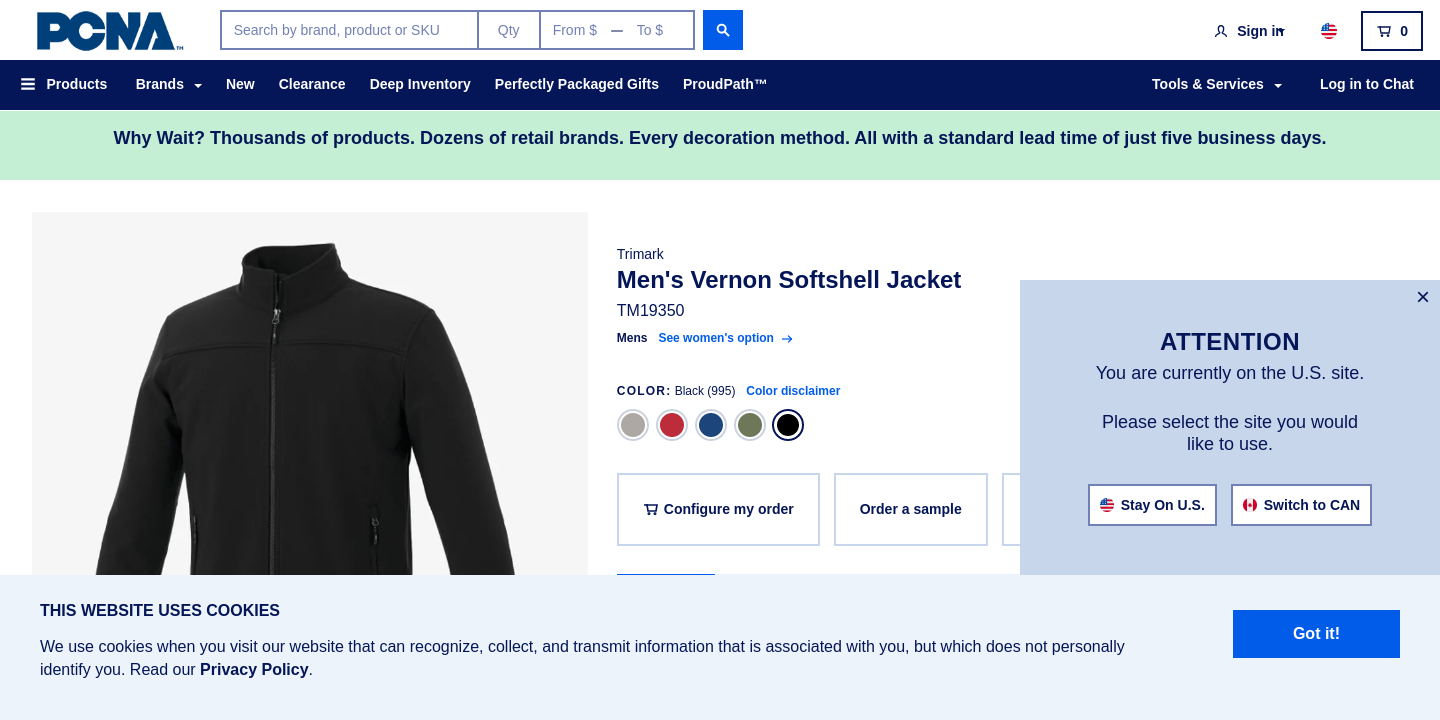 PCNA™
Search by brand, product or SKU
Qty
From $ — To $
Sign in
0
Products
Brands
New
Clearance
Deep Inventory
Perfectly Packaged Gifts
ProudPath™
Tools & Services
Log in to Chat
Why Wait? Thousands of products. Dozens of retail brands. Every decoration method. All with a standard lead time of just five business days.
Trimark
Men's Vernon Softshell Jacket
TM19350
Mens See women's option →
COLOR: Black (995) Color disclaimer
Configure my order
Order a sample
×
ATTENTION
You are currently on the U.S. site.
Please select the site you would
like to use.
Stay On U.S.
Switch to CAN
THIS WEBSITE USES COOKIES
We use cookies when you visit our website that can recognize, collect, and transmit information that is associated with you, but which does not personally
identify you. Read our Privacy Policy.
Got it!